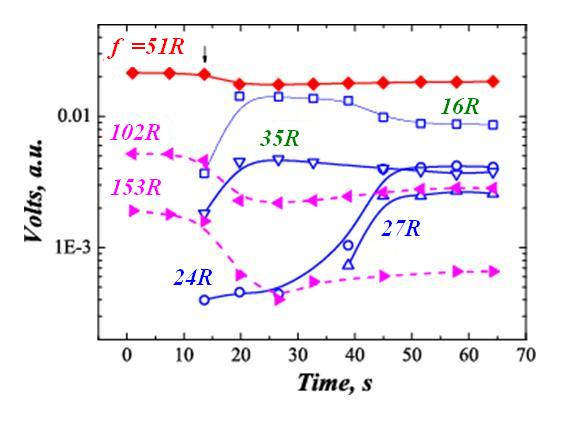 f =51R
0.01
16R
102R
35R
153R
Volts, a.u.
1E-3
27R
24R
0 10 20 30 40 50 60 70
Time, s